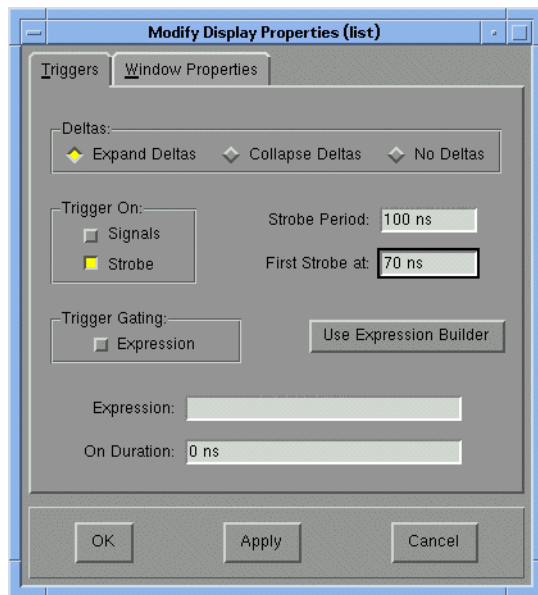 Modify Display Properties (list)
Triggers Window Properties
Deltas:
Expand Deltas Collapse Deltas No Deltas
Trigger On:
Signals
Strobe
Strobe Period: 100 ns
First Strobe at: 70 ns
Trigger Gating:
Expression
Use Expression Builder
Expression:
On Duration: 0 ns
OK Apply Cancel